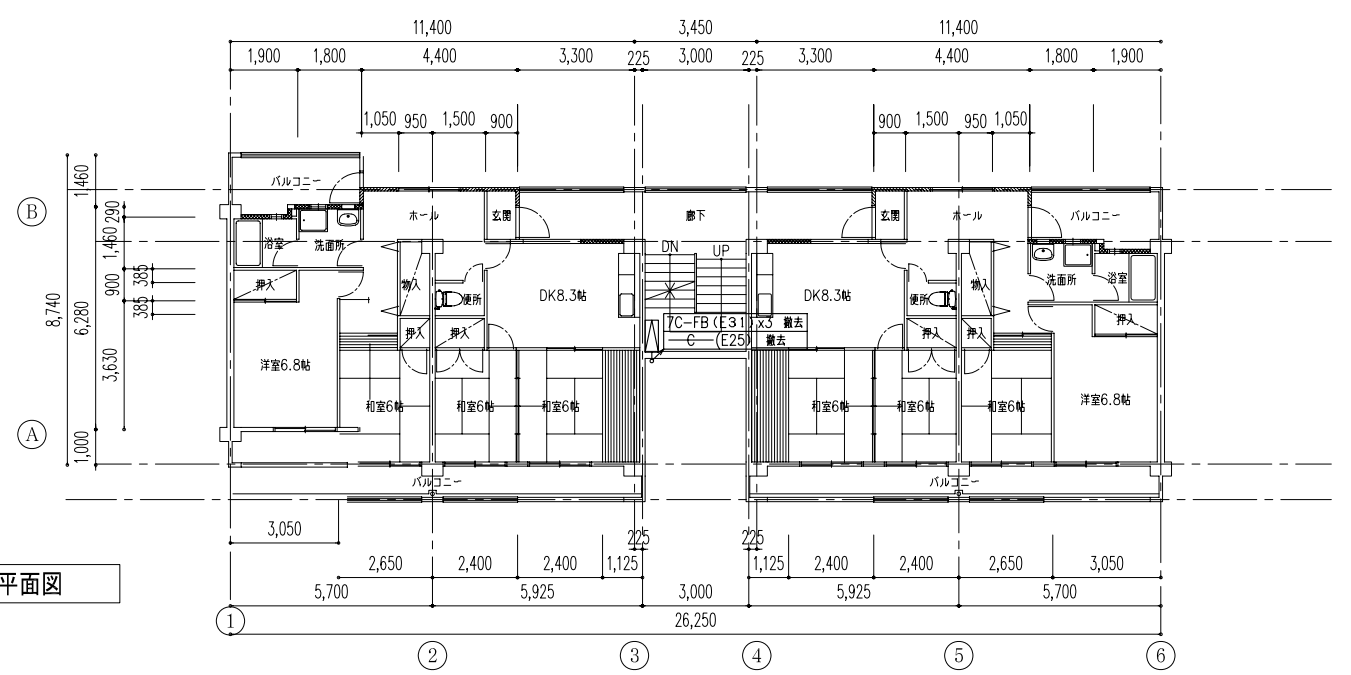 11,400 3,450 11,400
1,900 1,800 4,400 3,300 225 3,000 225 3,300 4,400 1,800 1,900
1,050 950 1,500 900 900 1,500 950 1,050
バルコニー
B
ホール 玄関 廊下 玄関 ホール バルコニー
浴室 洗面所 DN UP 洗面所 浴室
押入 物入 便所 DK8.3帖 DK8.3帖 便所 物入 押入
7C-FB(E31)x3 撤去
C (E25) 撤去
押入 押入 押入 押入
洋室6.8帖 和室6帖 和室6帖 和室6帖 和室6帖 和室6帖 和室6帖 洋室6.8帖
A
バルコニー バルコニー
8,740
1,460 6,280 1,000
290 1,460 900 3,630
385 385
3,050 225 225
2,650 2,400 2,400 1,125 1,125 2,400 2,400 2,650 3,050
平面図
5,700 5,925 3,000 5,925 5,700
1 26,250
2 3 4 5 6